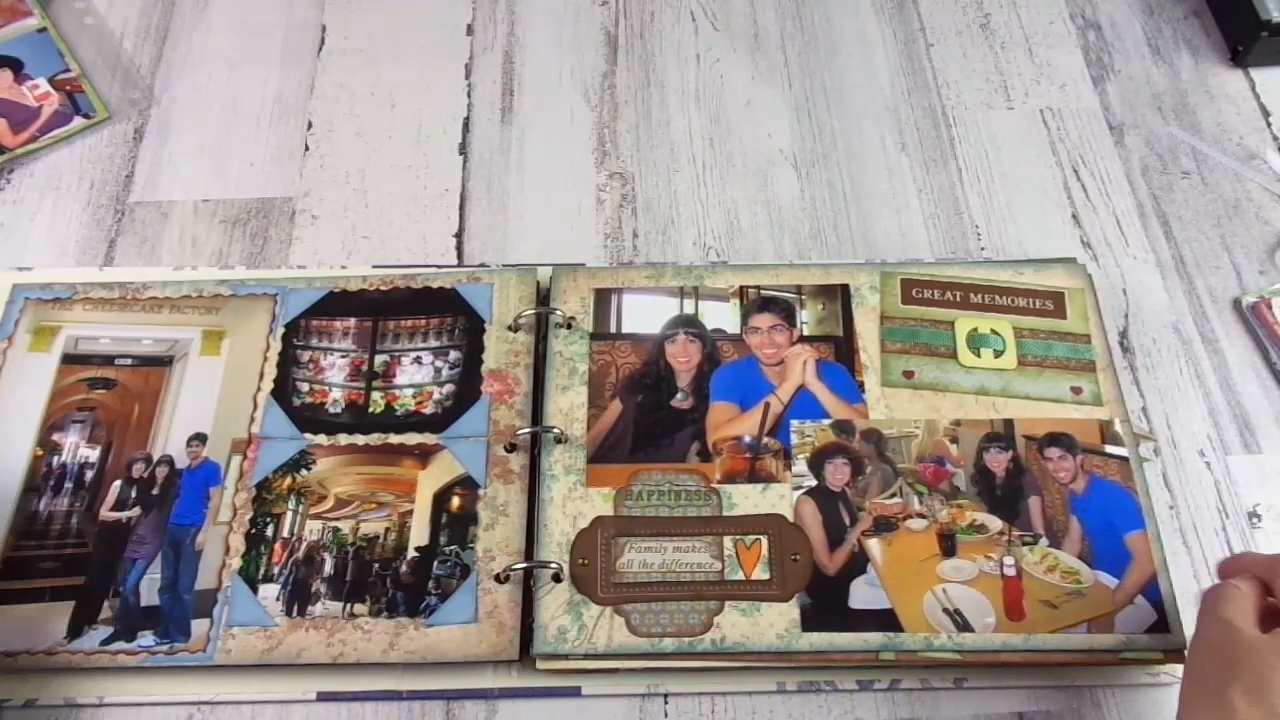 THE CHEESECAKE FACTORY
GREAT MEMORIES
HAPPINESS
Family makes
all the difference.